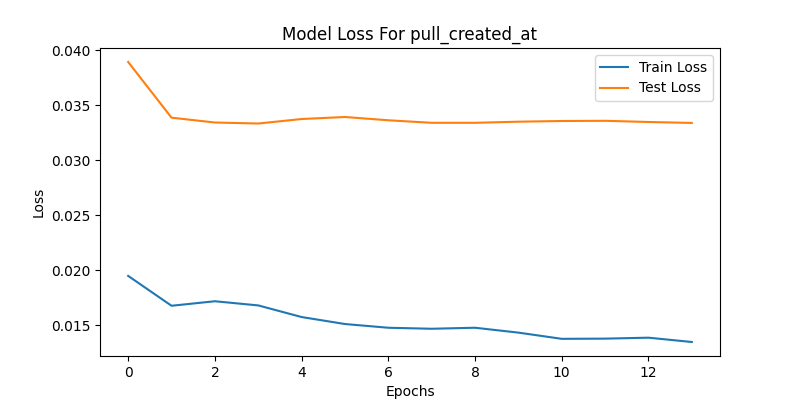 Model Loss For pull_created_at
Train Loss
Test Loss
0.040
0.035
0.030
0.025
0.020
0.015
Loss
0
2
4
6
8
10
12
Epochs